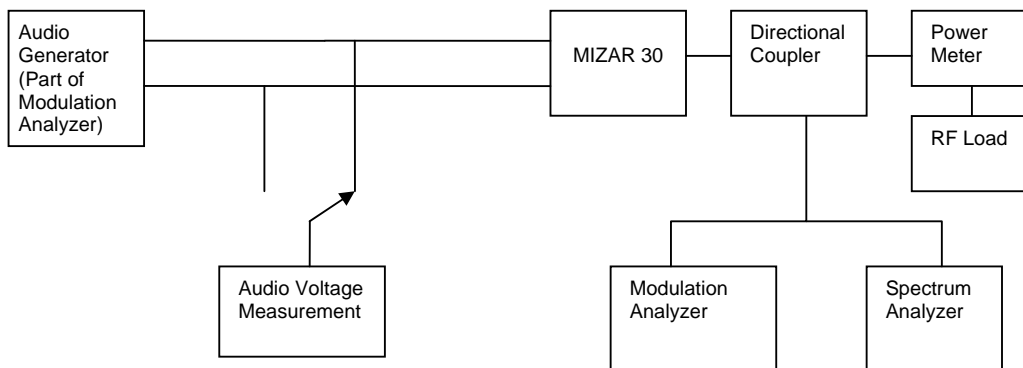 Audio
Generator
(Part of
Modulation
Analyzer)
MIZAR 30
Directional
Coupler
Power
Meter
RF Load
Audio Voltage
Measurement
Modulation
Analyzer
Spectrum
Analyzer